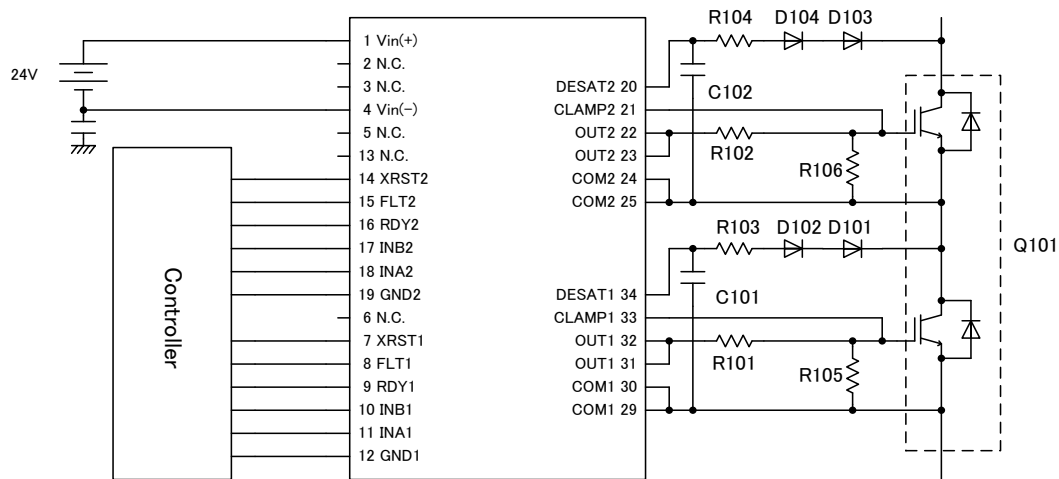 24V
1 Vin(+)
2 N.C.
3 N.C.
4 Vin(-)
5 N.C.
13 N.C.
14 XRST2
15 FLT2
16 RDY2
17 INB2
18 INA2
19 GND2
6 N.C.
7 XRST1
8 FLT1
9 RDY1
10 INB1
11 INA1
12 GND1
Controller
DESAT2 20
CLAMP2 21
OUT2 22
OUT2 23
COM2 24
COM2 25
DESAT1 34
CLAMP1 33
OUT1 32
OUT1 31
COM1 30
COM1 29
R104 D104 D103
C102
R102
R106
R103 D102 D101
C101
R101
R105
Q101